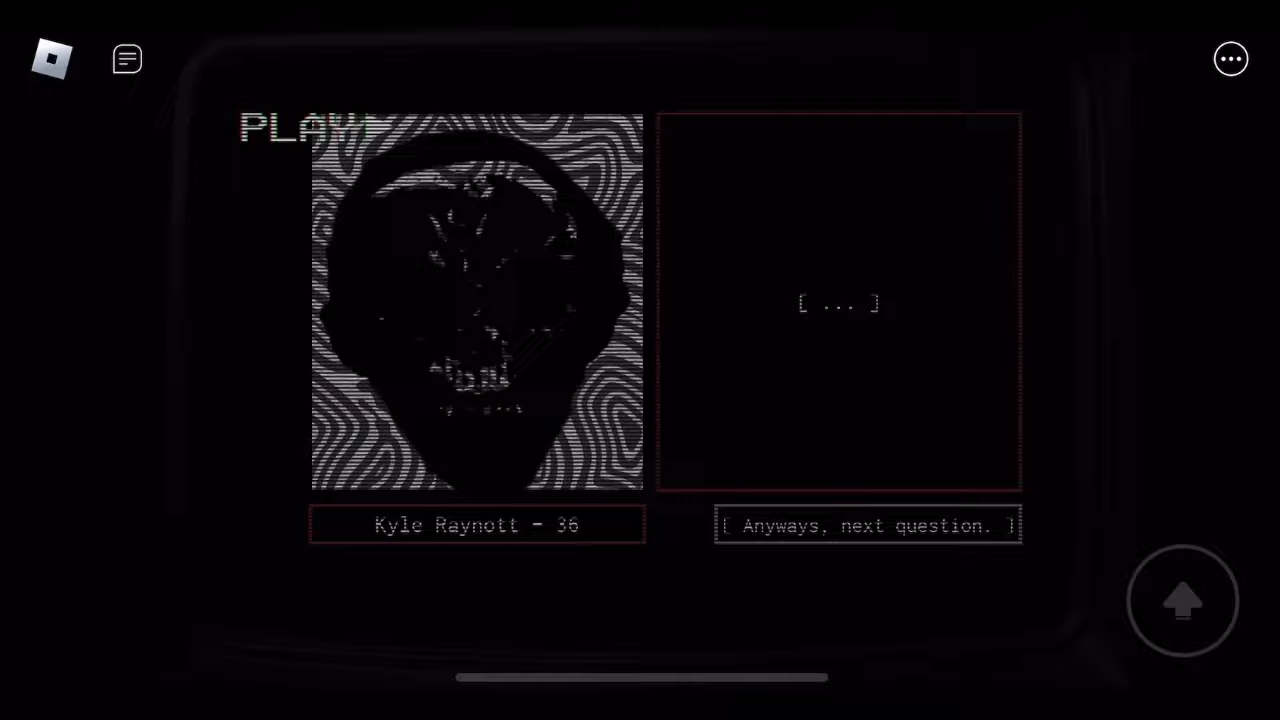 PLAY
[ ... ]
Kyle Raynott - 36
[ Anyways, next question. ]